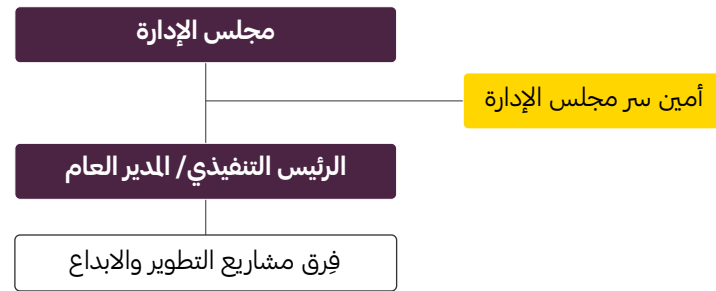 مجلس الإدارة
أمين سر مجلس الإدارة
الرئيس التنفيذي/ المدير العام
فِرق مشاريع التطوير والابداع